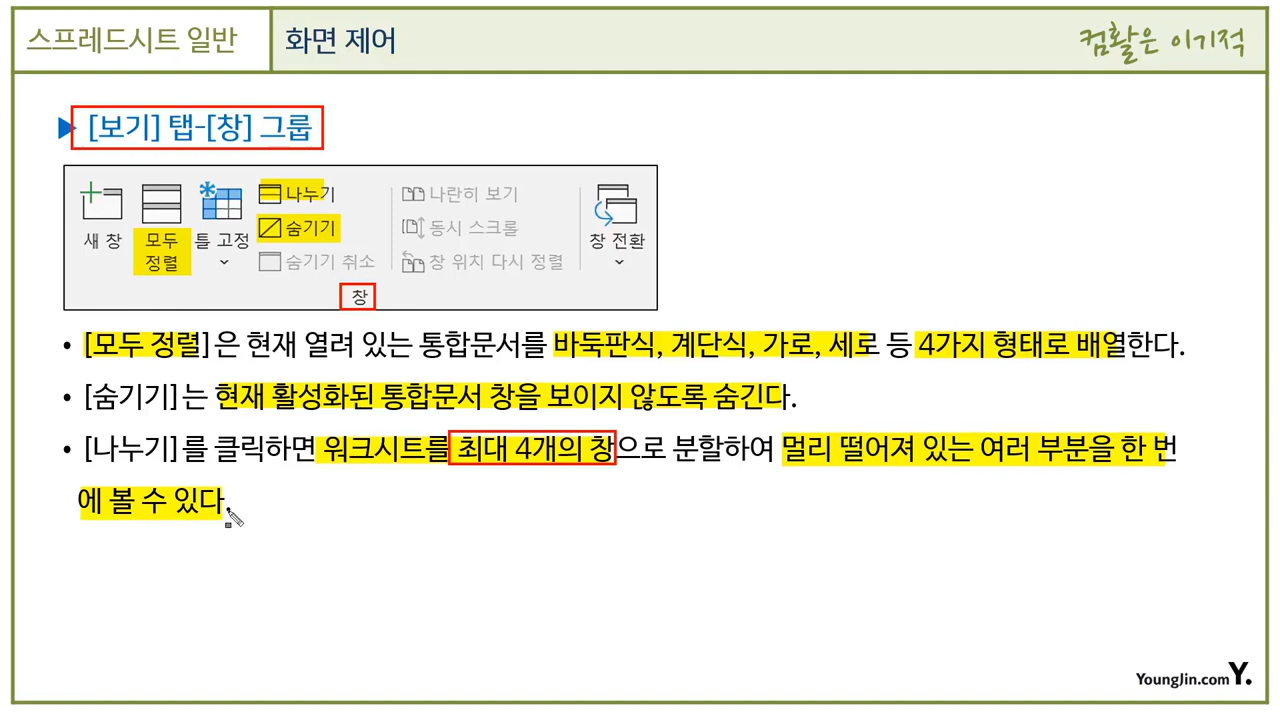 스프레드시트 일반
화면 제어
컴활은 이기적
▶ [보기] 탭-[창] 그룹
새 창
모두
정렬
틀 고정
나누기
숨기기
숨기기 취소
나란히 보기
동시 스크롤
창 위치 다시 정렬
창 전환
창
• [모두 정렬]은 현재 열려 있는 통합문서를 바둑판식, 계단식, 가로, 세로 등 4가지 형태로 배열한다.
• [숨기기]는 현재 활성화된 통합문서 창을 보이지 않도록 숨긴다.
• [나누기]를 클릭하면 워크시트를 최대 4개의 창으로 분할하여 멀리 떨어져 있는 여러 부분을 한 번
에 볼 수 있다.
YoungJin.com Y.